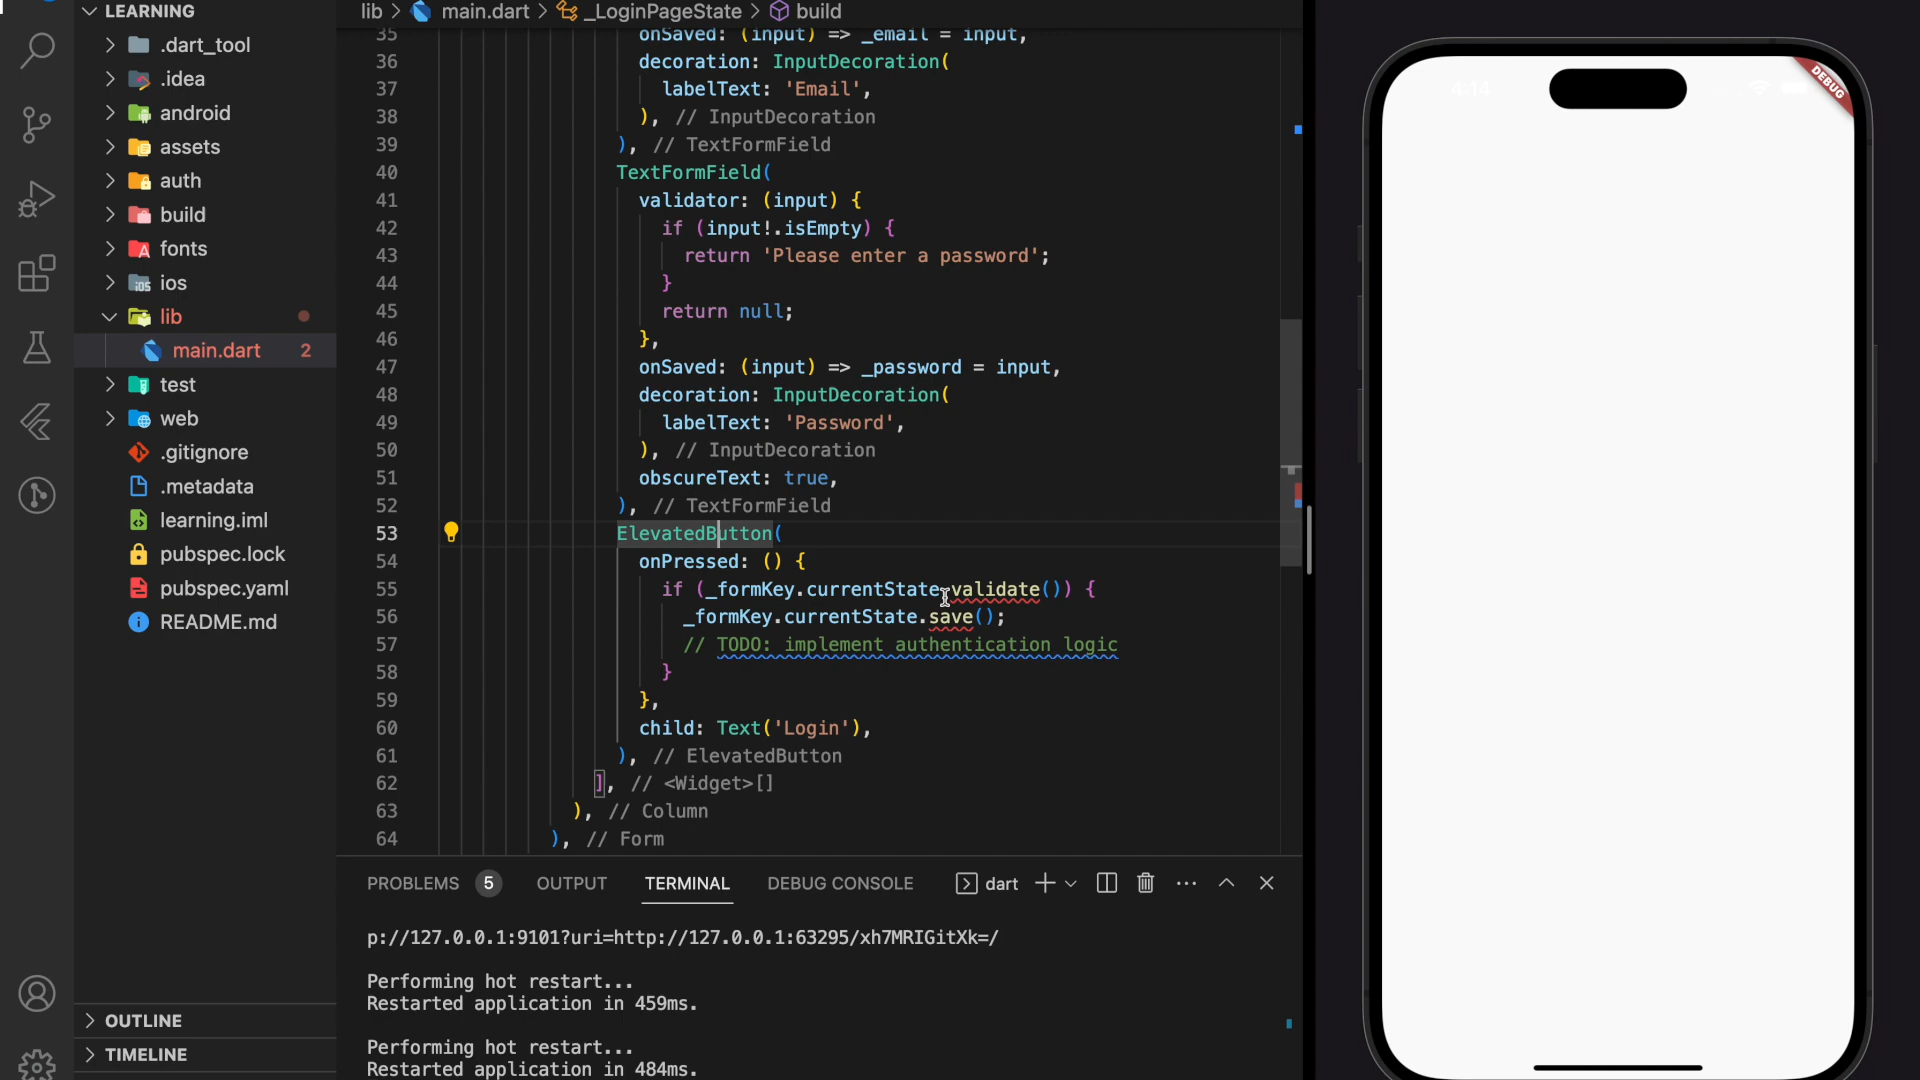 LEARNING
.dart_tool
.idea
android
assets
auth
build
fonts
ios
lib
main.dart 2
test
web
.gitignore
.metadata
learning.iml
pubspec.lock
pubspec.yaml
README.md
OUTLINE
TIMELINE
lib > main.dart > _LoginPageState > build
35 onSaved: (input) => _email = input,
36 decoration: InputDecoration(
37 labelText: 'Email',
38 ), // InputDecoration
39 ), // TextFormField
40 TextFormField(
41 validator: (input) {
42 if (input!.isEmpty) {
43 return 'Please enter a password';
44 }
45 return null;
46 },
47 onSaved: (input) => _password = input,
48 decoration: InputDecoration(
49 labelText: 'Password',
50 ), // InputDecoration
51 obscureText: true,
52 ), // TextFormField
53 ElevatedButton(
54 onPressed: () {
55 if (_formKey.currentState.validate()) {
56 _formKey.currentState.save();
57 // TODO: implement authentication logic
58 }
59 },
60 child: Text('Login'),
61 ), // ElevatedButton
62 ], // <Widget>[]
63 ), // Column
64 ), // Form
PROBLEMS 5 OUTPUT TERMINAL DEBUG CONSOLE dart
p://127.0.0.1:9101?uri=http://127.0.0.1:63295/xh7MRIGitXk=/
Performing hot restart...
Restarted application in 459ms.
Performing hot restart...
Restarted application in 484ms.
4:14
DEBUG